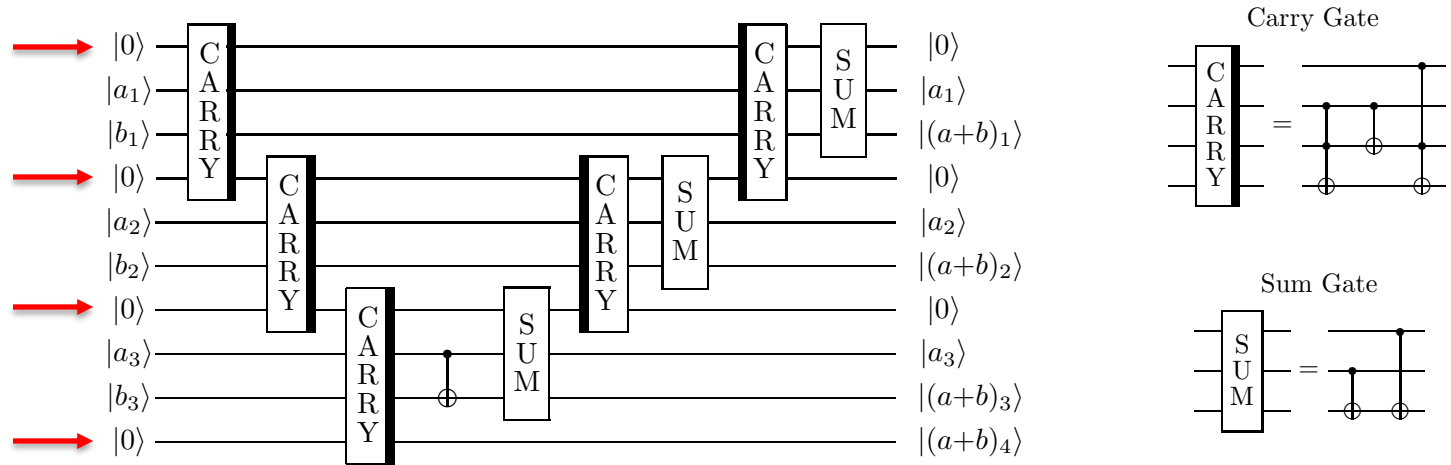 Carry Gate
|0⟩ |0⟩
|a₁⟩ |a₁⟩
|b₁⟩ |(a+b)₁⟩
|0⟩ |0⟩
|a₂⟩ |a₂⟩
|b₂⟩ |(a+b)₂⟩
|0⟩ |0⟩
|a₃⟩ |a₃⟩
|b₃⟩ |(a+b)₃⟩
|0⟩ |(a+b)₄⟩
CARRY
CARRY
CARRY
SUM
CARRY
SUM
CARRY
SUM
CARRY
=
Sum Gate
SUM
=